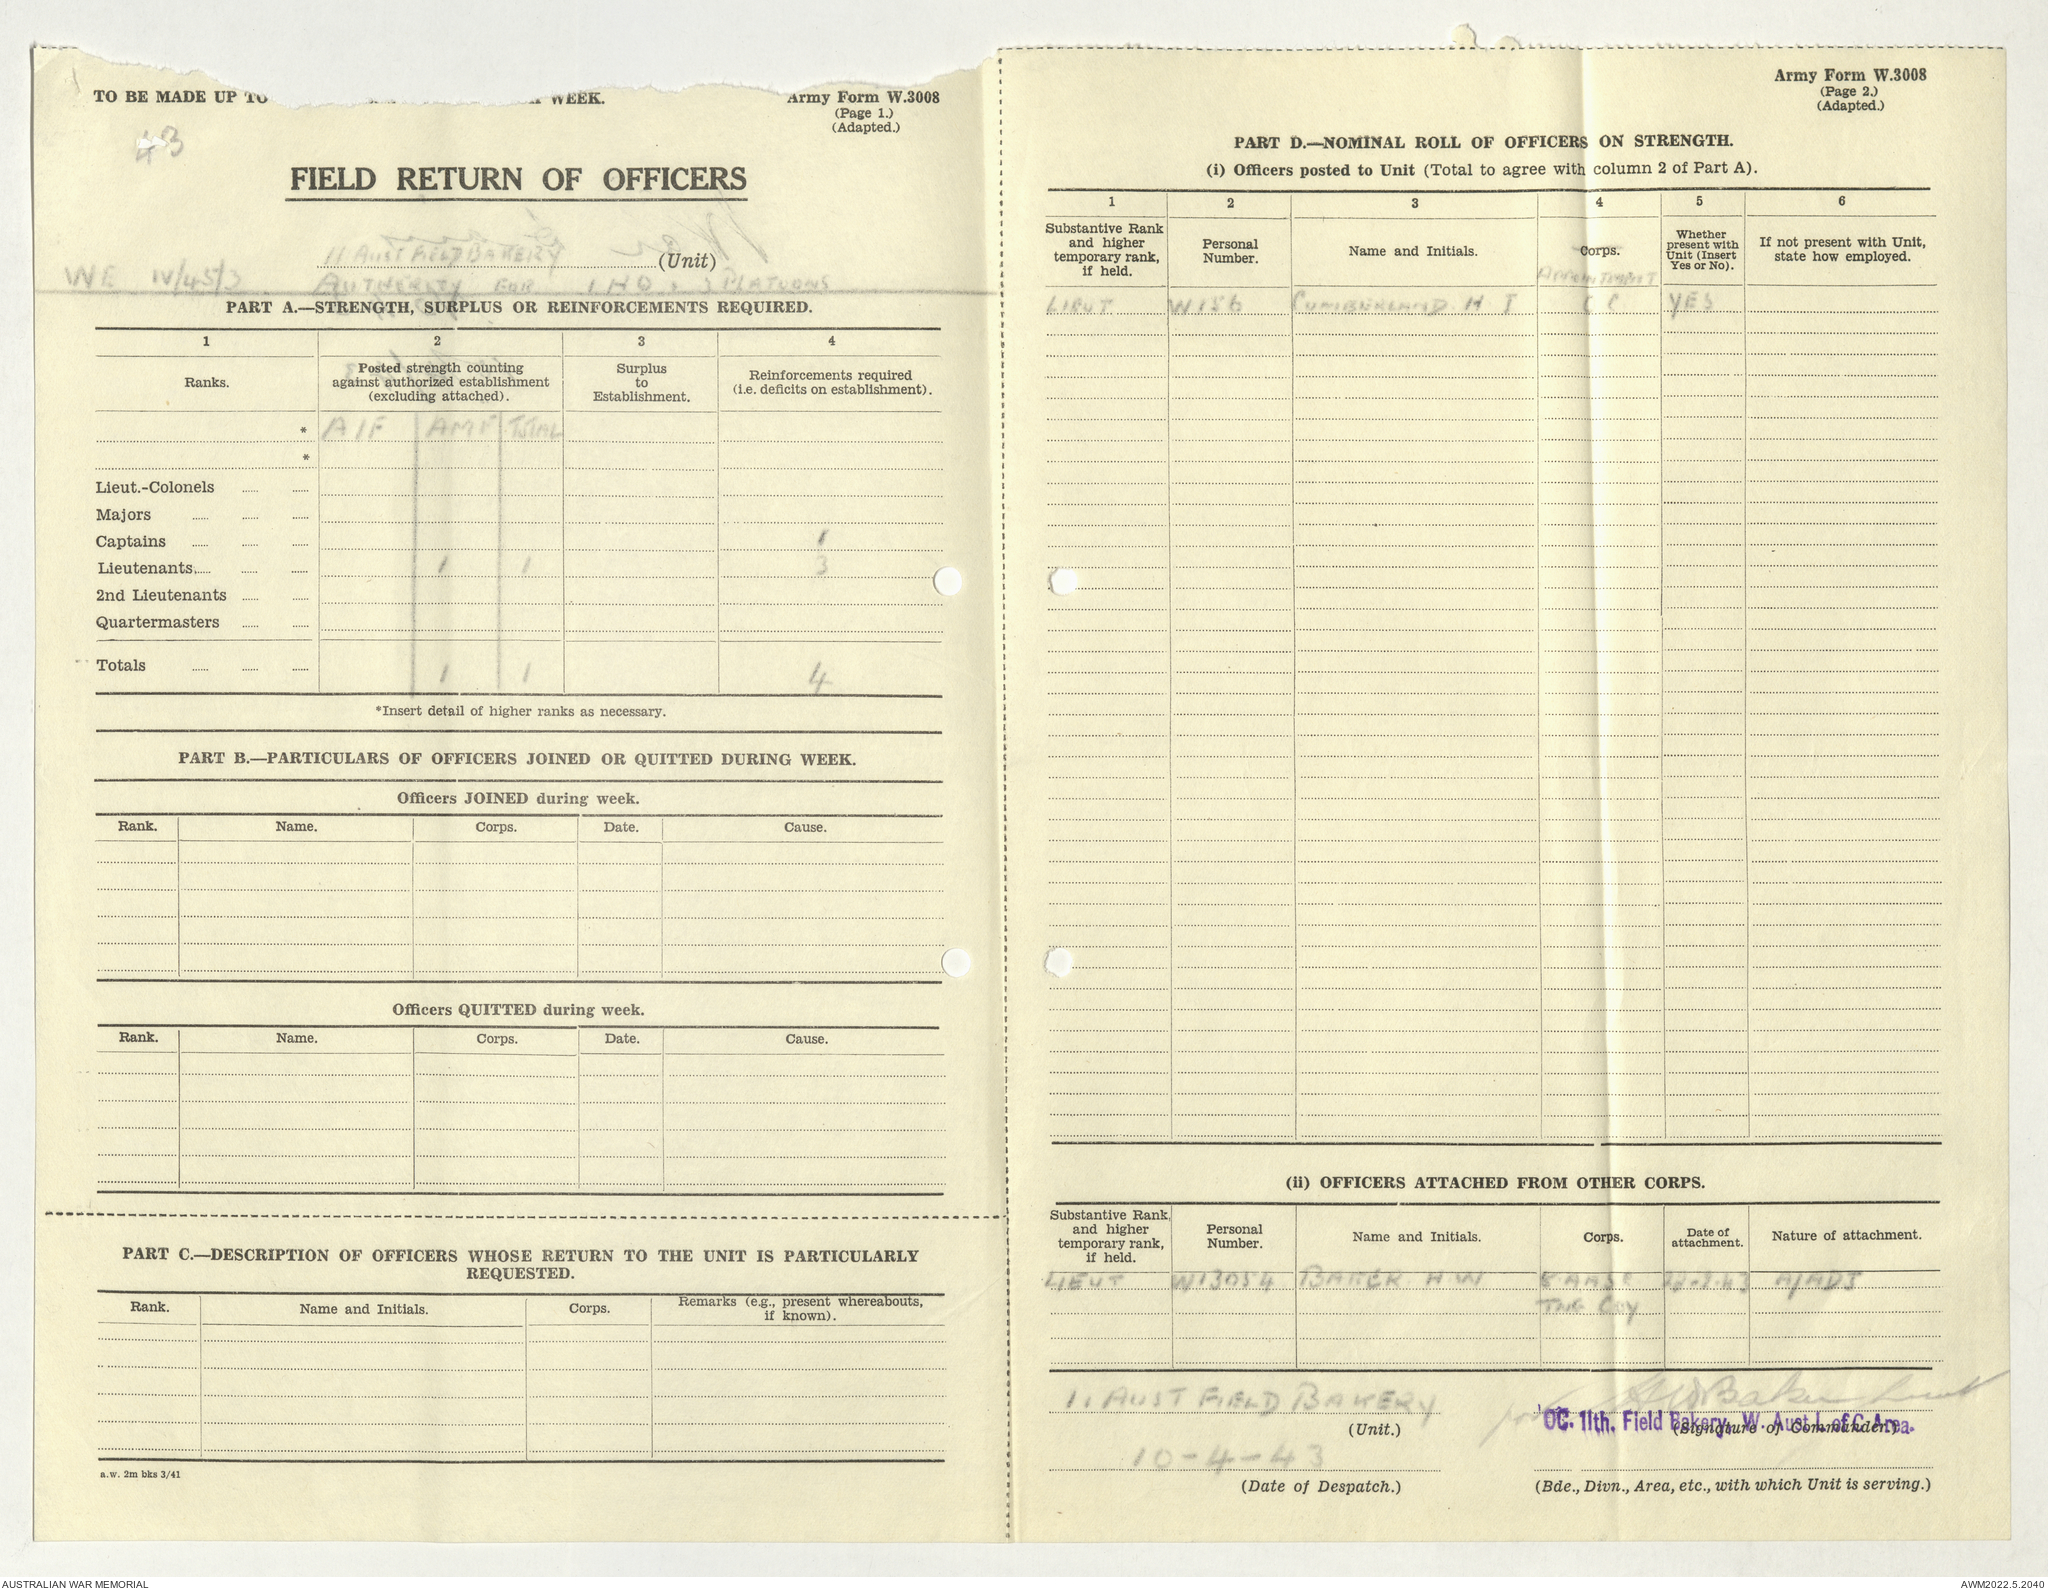 TO BE MADE UP TO
WEEK.
Army Form W.3008
(Page 1.)
(Adapted.)
43
FIELD RETURN OF OFFICERS
11 AUST FIELD BAKERY (Unit)
WE IV/45/3 AUTHORITY FOR 1 HQ. 3 PLATOONS
PART A.—STRENGTH, SURPLUS OR REINFORCEMENTS REQUIRED.
1 2 3 4
Ranks.
Posted strength counting
against authorized establishment
(excluding attached).
Surplus
to
Establishment.
Reinforcements required
(i.e. deficits on establishment).
* AIF AMF TOTAL
*
Lieut.-Colonels
Majors
Captains 1
Lieutenants 1 1 3
2nd Lieutenants
Quartermasters
Totals 1 1 4
*Insert detail of higher ranks as necessary.
PART B.—PARTICULARS OF OFFICERS JOINED OR QUITTED DURING WEEK.
Officers JOINED during week.
Rank. Name. Corps. Date. Cause.
Officers QUITTED during week.
Rank. Name. Corps. Date. Cause.
PART C.—DESCRIPTION OF OFFICERS WHOSE RETURN TO THE UNIT IS PARTICULARLY
REQUESTED.
Rank. Name and Initials. Corps. Remarks (e.g., present whereabouts,
if known).
a.w. 2m bks 3/41
Army Form W.3008
(Page 2.)
(Adapted.)
PART D.—NOMINAL ROLL OF OFFICERS ON STRENGTH.
(i) Officers posted to Unit (Total to agree with column 2 of Part A).
1 2 3 4 5 6
Substantive Rank
and higher
temporary rank,
if held.
Personal
Number.
Name and Initials.
Corps.
APPOINTMENT
Whether
present with
Unit (Insert
Yes or No).
If not present with Unit,
state how employed.
LIEUT W156 CUMBERLAND. H J YES
(ii) OFFICERS ATTACHED FROM OTHER CORPS.
Substantive Rank,
and higher
temporary rank,
if held.
Personal
Number.
Name and Initials.
Corps.
Date of
attachment.
Nature of attachment.
LIEUT W13054 BAKER. H.W AASC A/ADJ
TNG COY
11 AUST FIELD BAKERY
(Unit.)
Baker Lieut
OC. 11th. Field Bakery, W. Aust L. of C. Area.
(Signature of Commander.)
10-4-43
(Date of Despatch.)
(Bde., Divn., Area, etc., with which Unit is serving.)
AUSTRALIAN WAR MEMORIAL
AWM2022.5.2040